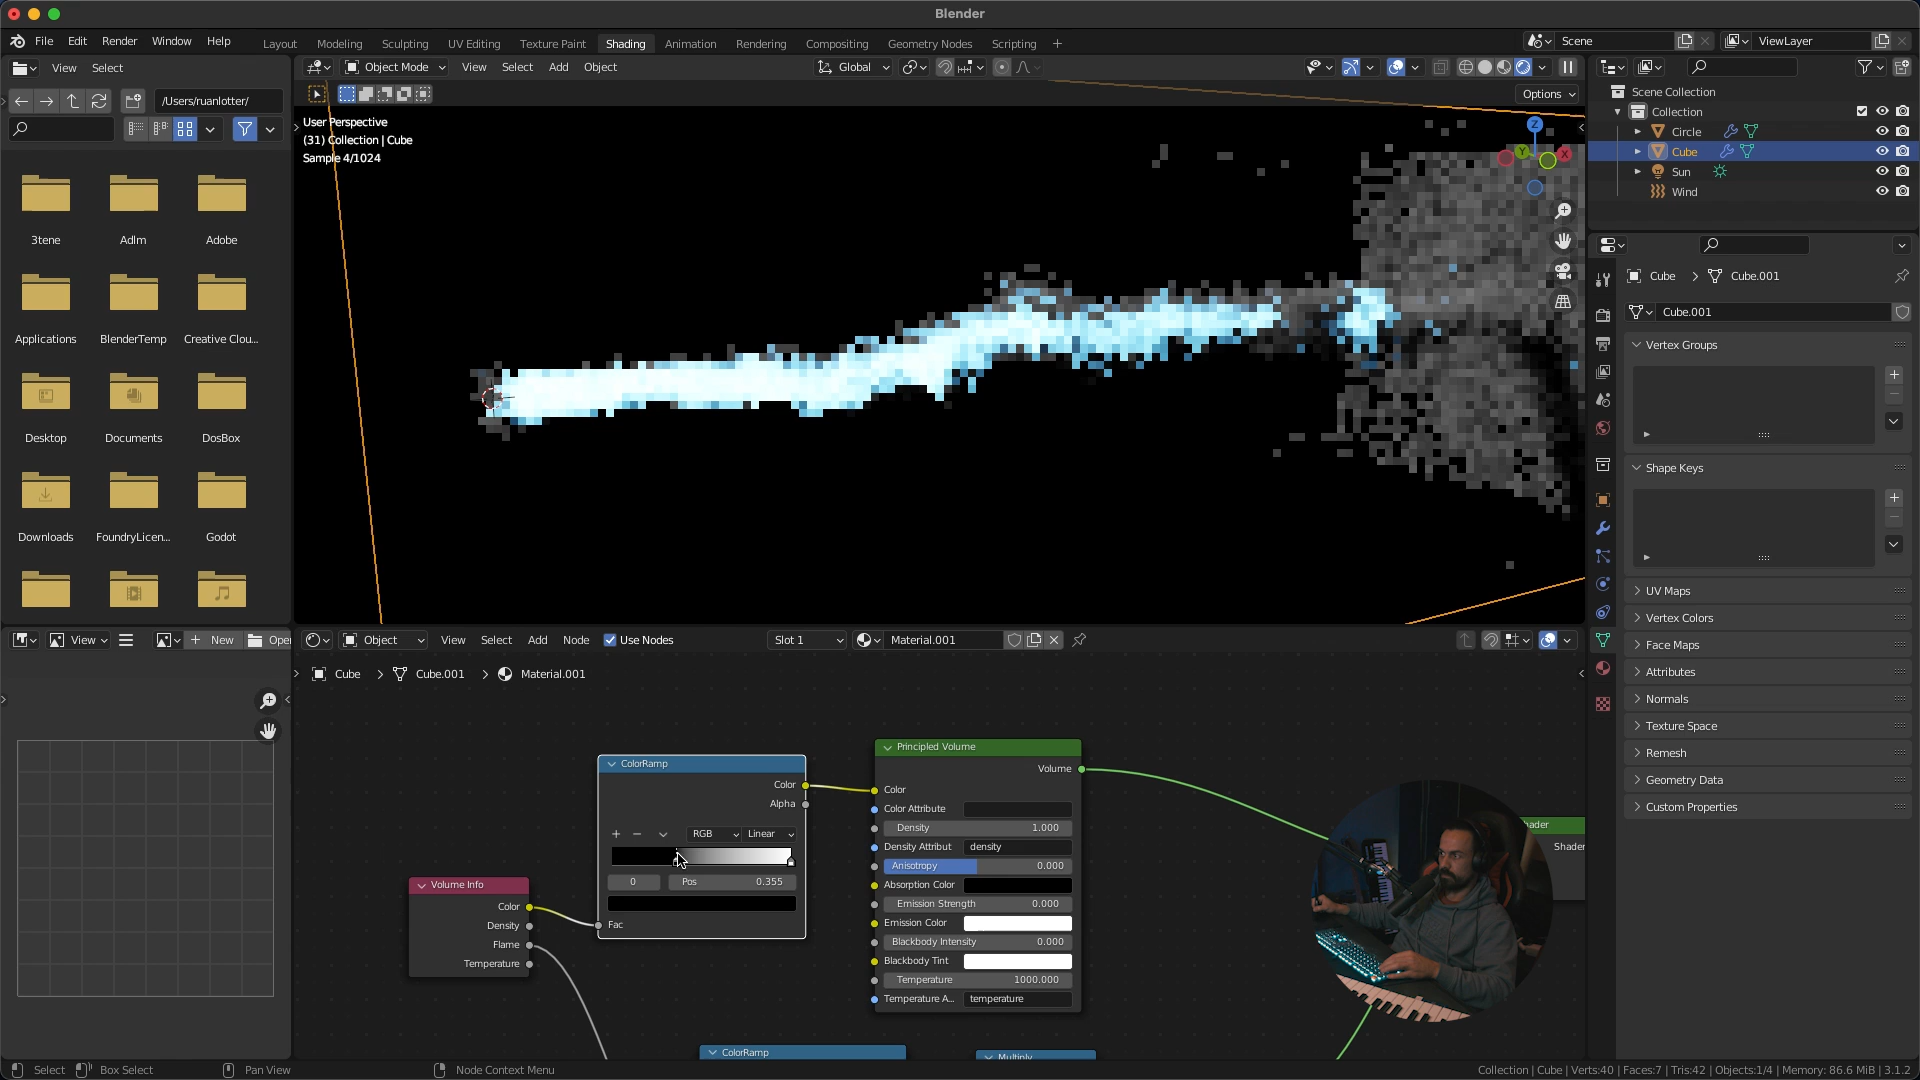 Blender
File Edit Render Window Help
Layout Modeling Sculpting UV Editing Texture Paint Shading Animation Rendering Compositing Geometry Nodes Scripting +
Scene
ViewLayer
View Select
Object Mode View Select Add Object
Global
/Users/ruanlotter/
Options
User Perspective
(31) Collection | Cube
Sample 4/1024
Z
Y
X
3tene Adlm Adobe
Applications BlenderTemp Creative Clou...
Desktop Documents DosBox
Downloads FoundryLicen... Godot
Scene Collection
Collection
Circle
Cube
Sun
Wind
Cube > Cube.001
Cube.001
Vertex Groups
Shape Keys
UV Maps
Vertex Colors
Face Maps
Attributes
Normals
Texture Space
Remesh
Geometry Data
Custom Properties
View + New Ope
Object View Select Add Node Use Nodes Slot 1 Material.001
Cube > Cube.001 > Material.001
Volume Info
Color
Density
Flame
Temperature
ColorRamp
Color
Alpha
+ − RGB Linear
0 Pos 0.355
Fac
Principled Volume
Volume
Color
Color Attribute
Density 1.000
Density Attribut density
Anisotropy 0.000
Absorption Color
Emission Strength 0.000
Emission Color
Blackbody Intensity 0.000
Blackbody Tint
Temperature 1000.000
Temperature A... temperature
hader
Shader
ColorRamp
Multiply
Select Box Select Pan View Node Context Menu
Collection | Cube | Verts:40 | Faces:7 | Tris:42 | Objects:1/4 | Memory: 86.6 MiB | 3.1.2